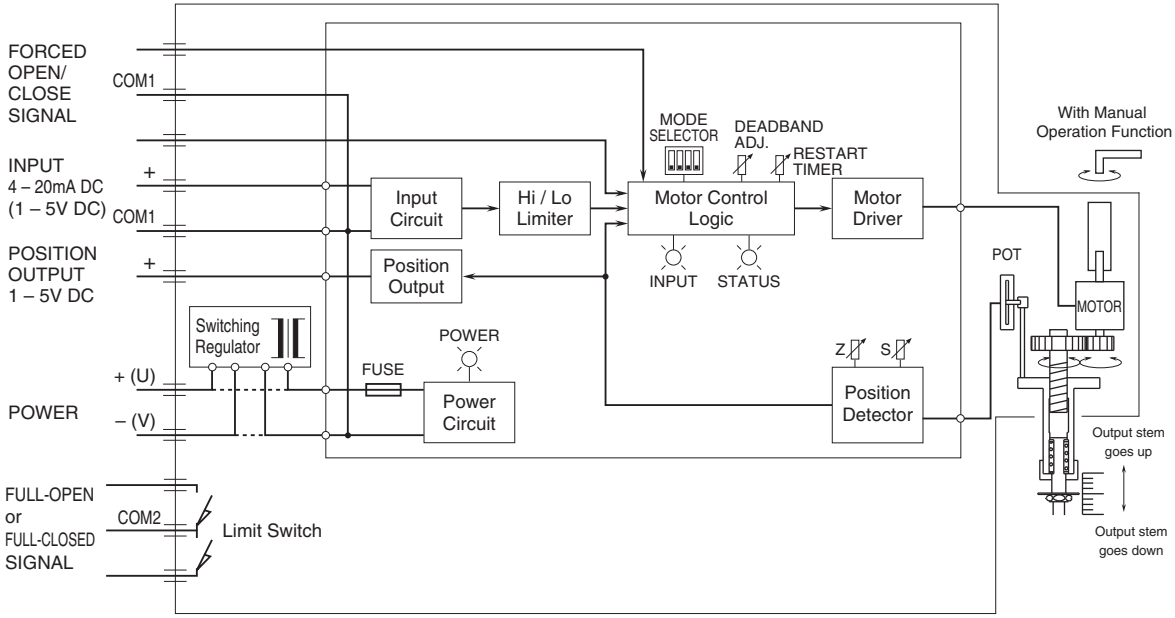 FORCED
OPEN/
CLOSE
SIGNAL
COM1
INPUT
4 – 20mA DC
(1 – 5V DC)
+
COM1
POSITION
OUTPUT
1 – 5V DC
+
Switching
Regulator
+ (U)
POWER
– (V)
FULL-OPEN
or
FULL-CLOSED
SIGNAL
COM2
Limit Switch
Input
Circuit
Hi / Lo
Limiter
MODE
SELECTOR
DEADBAND
ADJ.
RESTART
TIMER
Motor Control
Logic
Motor
Driver
INPUT
STATUS
Position
Output
POWER
FUSE
Power
Circuit
Z
S
Position
Detector
With Manual
Operation Function
POT
MOTOR
Output stem
goes up
Output stem
goes down